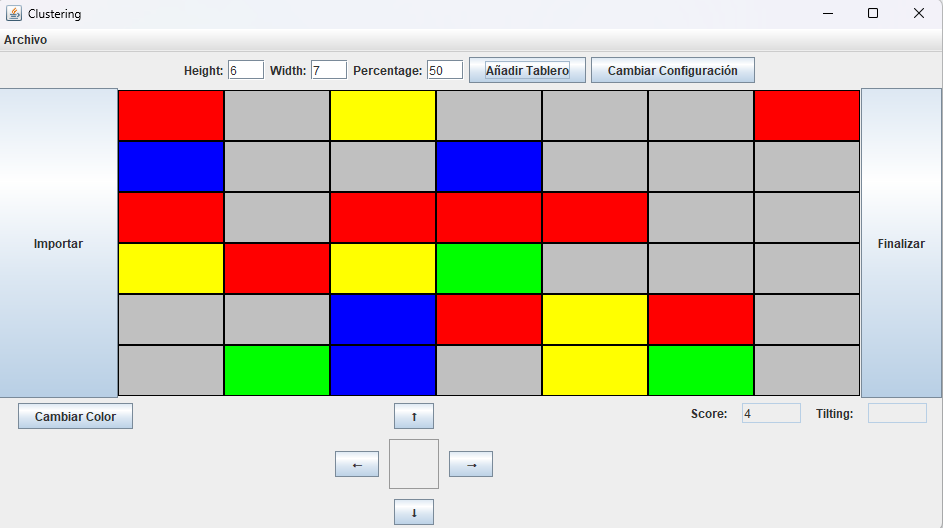 Clustering
Archivo
Height: 6 Width: 7 Percentage: 50 Añadir Tablero Cambiar Configuración
Importar
Finalizar
Cambiar Color ↑ Score: 4 Tilting:
← →
↓